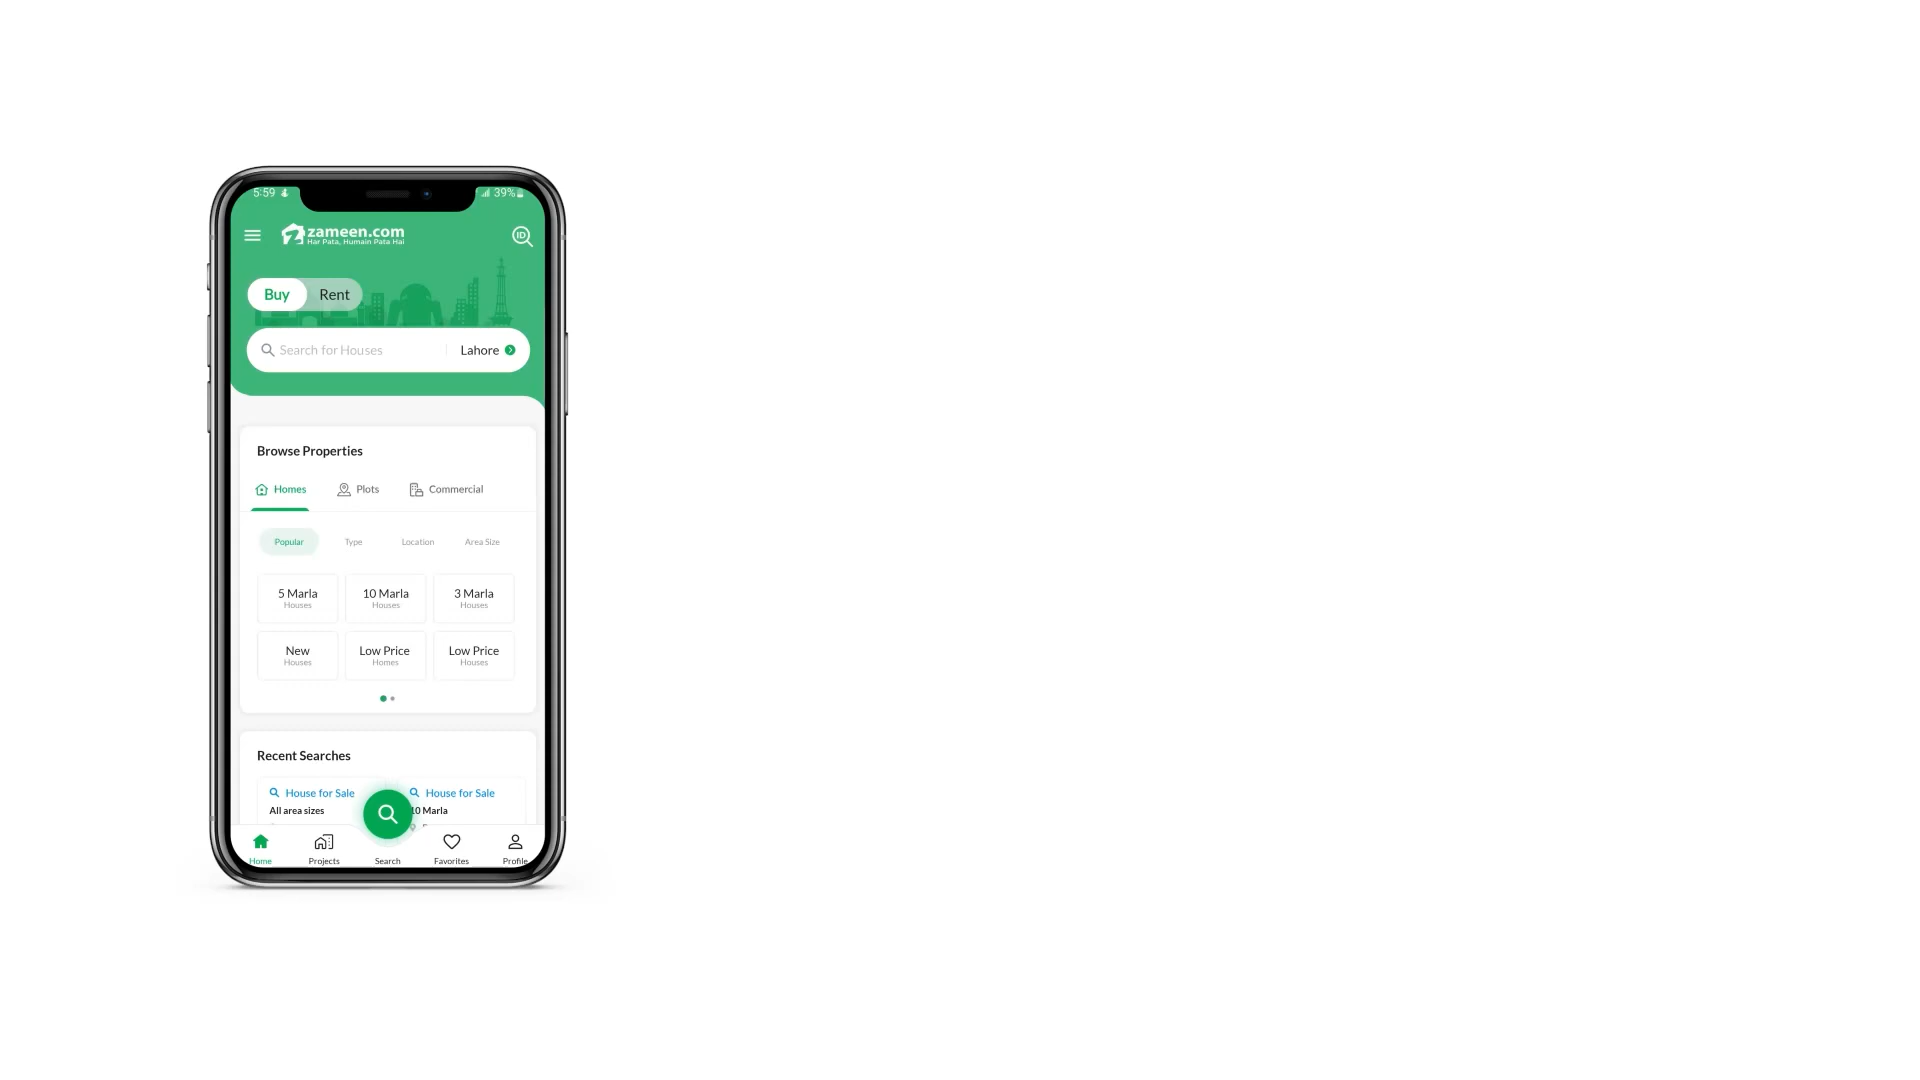 5:59
39%
zameen.com
Har Pata, Humain Pata Hai
ID
Buy Rent
Search for Houses Lahore
Browse Properties
Homes Plots Commercial
Popular Type Location Area Size
5 Marla 10 Marla 3 Marla
Houses Houses Houses
New Low Price Low Price
Houses Homes Houses
Recent Searches
House for Sale House for Sale
All area sizes 10 Marla
Home Projects Search Favorites Profile